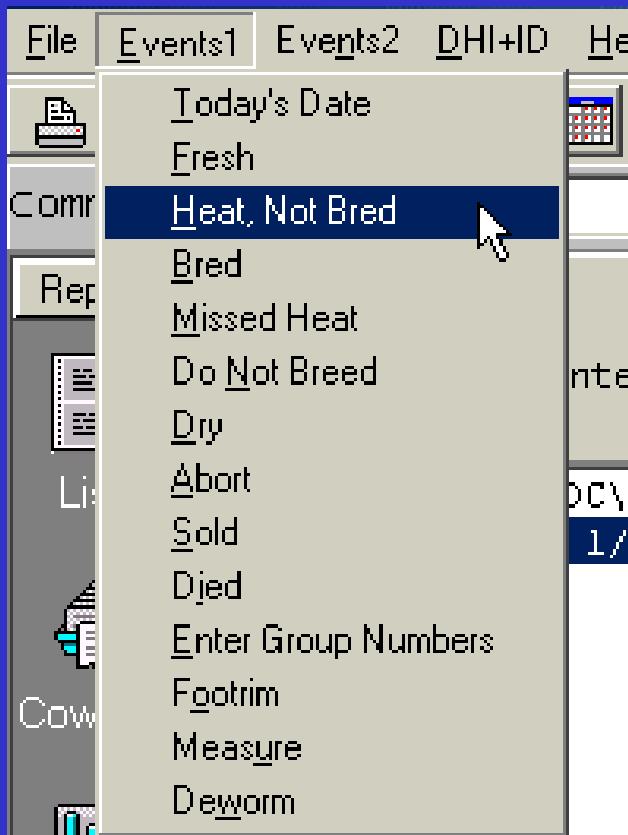 File Events1 Events2 DHI+ID
Today's Date
Fresh
Heat, Not Bred
Bred
Missed Heat
Do Not Breed
Dry
Abort
Sold
Died
Enter Group Numbers
Footrim
Measure
Deworm